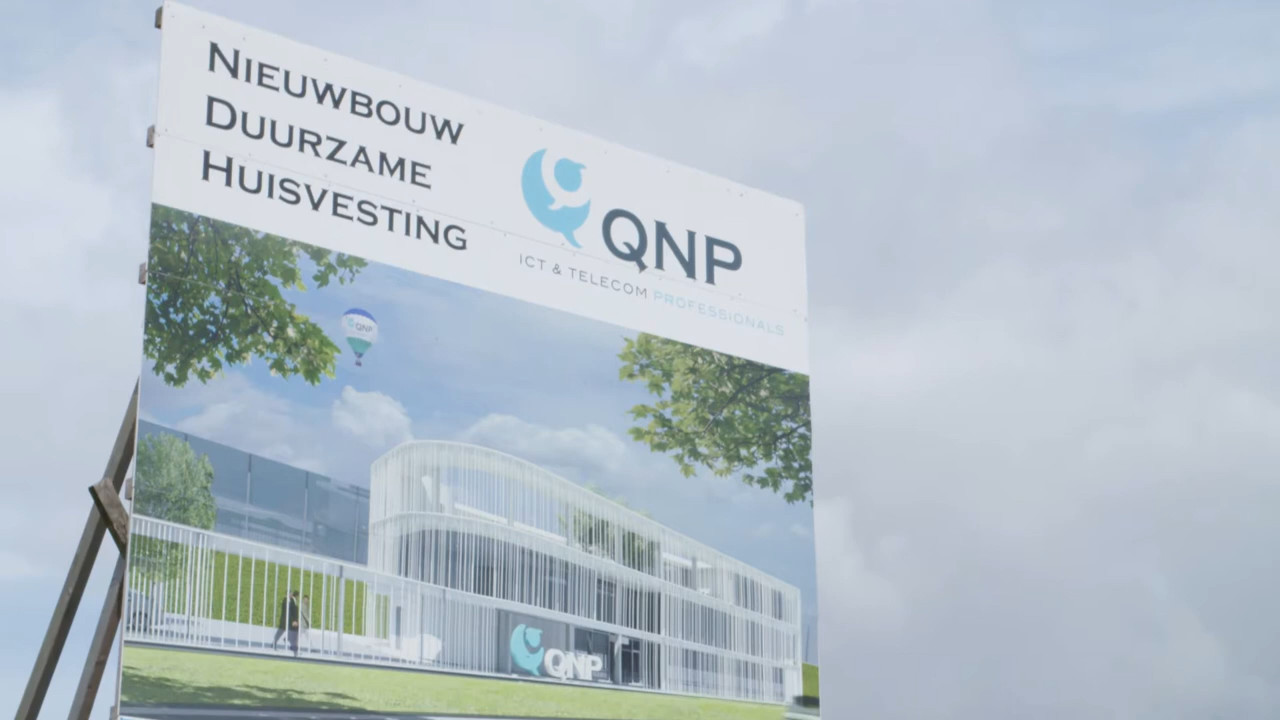 NIEUWBOUW
DUURZAME
HUISVESTING
QNP
ICT & TELECOM PROFESSIONALS
QNP
QNP